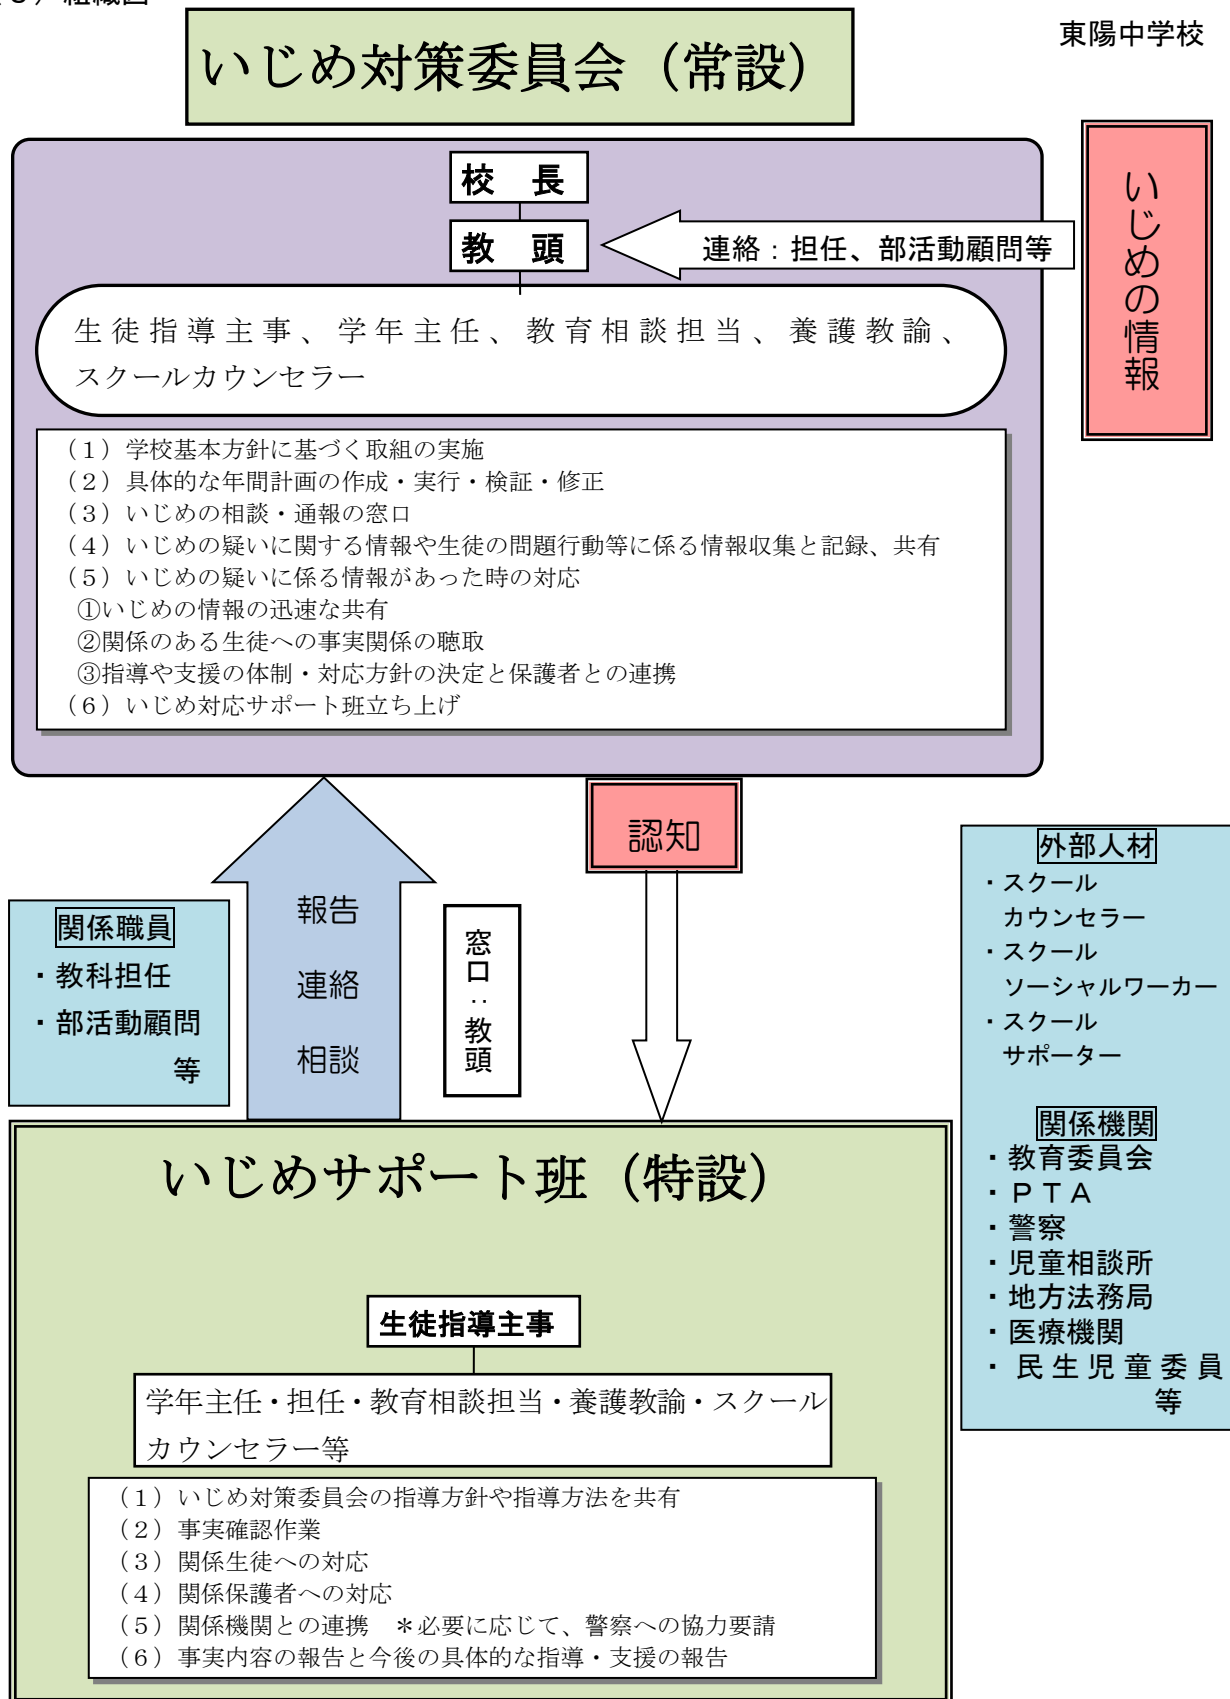 組織図
東陽中学校
いじめ対策委員会（常設）
校　長
教　頭
連絡：担任、部活動顧問等
いじめの情報
生徒指導主事、学年主任、教育相談担当、養護教諭、
スクールカウンセラー
（１）学校基本方針に基づく取組の実施
（２）具体的な年間計画の作成・実行・検証・修正
（３）いじめの相談・通報の窓口
（４）いじめの疑いに関する情報や生徒の問題行動等に係る情報収集と記録、共有
（５）いじめの疑いに係る情報があった時の対応
①いじめの情報の迅速な共有
②関係のある生徒への事実関係の聴取
③指導や支援の体制・対応方針の決定と保護者との連携
（６）いじめ対応サポート班立ち上げ
認知
報告
連絡
相談
窓口：教頭
関係職員
・教科担任
・部活動顧問
等
外部人材
・スクール
カウンセラー
・スクール
ソーシャルワーカー
・スクール
サポーター
関係機関
・教育委員会
・ＰＴＡ
・警察
・児童相談所
・地方法務局
・医療機関
・民生児童委員
等
いじめサポート班（特設）
生徒指導主事
学年主任・担任・教育相談担当・養護教諭・スクール
カウンセラー等
（１）いじめ対策委員会の指導方針や指導方法を共有
（２）事実確認作業
（３）関係生徒への対応
（４）関係保護者への対応
（５）関係機関との連携　＊必要に応じて、警察への協力要請
（６）事実内容の報告と今後の具体的な指導・支援の報告